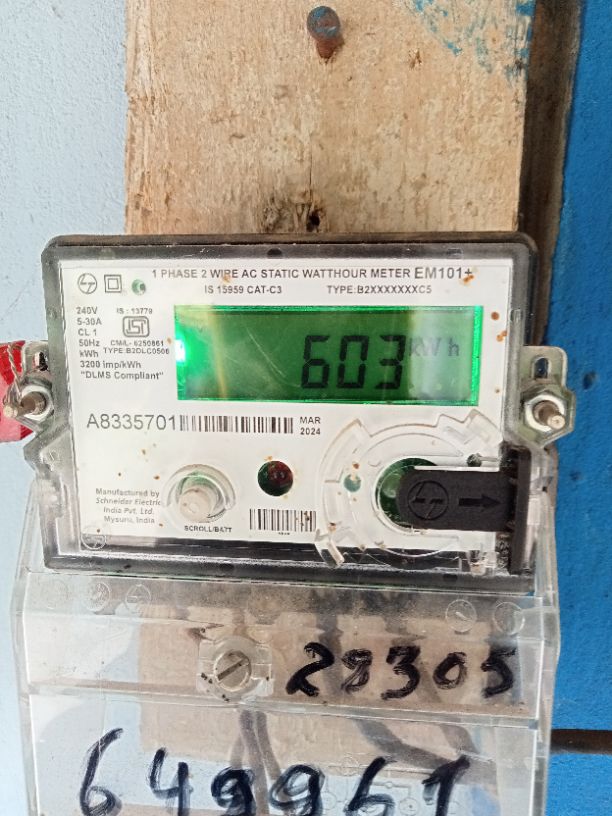 1 PHASE 2 WIRE AC STATIC WATTHOUR METER EM101+
IS 15959 CAT-C3 TYPE:B2XXXXXXXC5
240V
5-30A
CL 1
50Hz
kWh
3200 imp/kWh
"DLMS Compliant"
IS : 13779
ISI
CM/L- 6250861
TYPE:B2DLC0506
603 kWh
A8335701
MAR
2024
Manufactured by
Schneider Electric
India Pvt. Ltd.
Mysuru, India
SCROLL/BATT
28305
649961